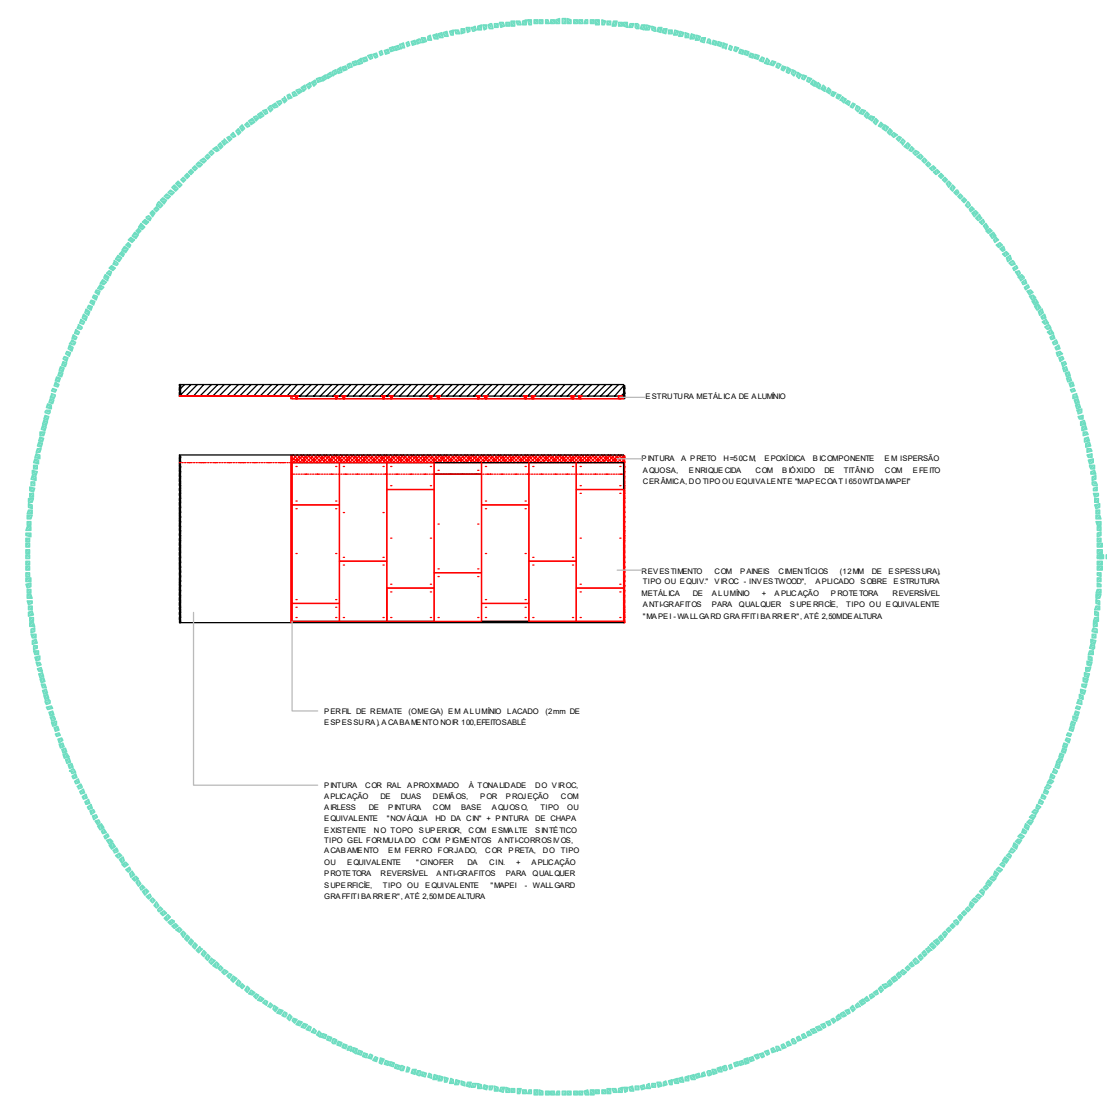 ESTRUTURA METÁLICA DE ALUMÍNIO
PINTURA A PRETO H=50CM, EPOXÍDICA BICOMPONENTE EM ISPERSÃO
AQUOSA, ENRIQUECIDA COM BIÓXIDO DE TITÂNIO COM EFEITO
CERÂMICA, DO TIPO OU EQUIVALENTE "MAPECOAT I 650 WT DA MAPEI"
REVESTIMENTO COM PAINEIS CIMENTÍCIOS (12MM DE ESPESSURA),
TIPO OU EQUIV." VIROC - INVESTWOOD", APLICADO SOBRE ESTRUTURA
METÁLICA DE ALUMÍNIO + APLICAÇÃO PROTETORA REVERSÍVEL
ANTI-GRAFITOS PARA QUALQUER SUPERFICÍE, TIPO OU EQUIVALENTE
"MAPEI - WALLGARD GRAFFITI BARRIER", ATÉ 2,50M DE ALTURA
PERFIL DE REMATE (OMEGA) EM ALUMÍNIO LACADO (2mm DE
ESPESSURA), ACABAMENTO NOIR 100, EFEITO SABLÉ
PINTURA COR RAL APROXIMADO À TONALIDADE DO VIROC,
APLICAÇÃO DE DUAS DEMÃOS, POR PROJEÇÃO COM
AIRLESS DE PINTURA COM BASE AQUOSO, TIPO OU
EQUIVALENTE "NOVÁQUA HD DA CIN" + PINTURA DE CHAPA
EXISTENTE NO TOPO SUPERIOR, COM ESMALTE SINTÉTICO
TIPO GEL FORMULADO COM PIGMENTOS ANTI-CORROSIVOS,
ACABAMENTO EM FERRO FORJADO, COR PRETA, DO TIPO
OU EQUIVALENTE "CINOFER DA CIN. + APLICAÇÃO
PROTETORA REVERSÍVEL ANTI-GRAFITOS PARA QUALQUER
SUPERFICÍE, TIPO OU EQUIVALENTE "MAPEI - WALLGARD
GRAFFITI BARRIER", ATÉ 2,50M DE ALTURA